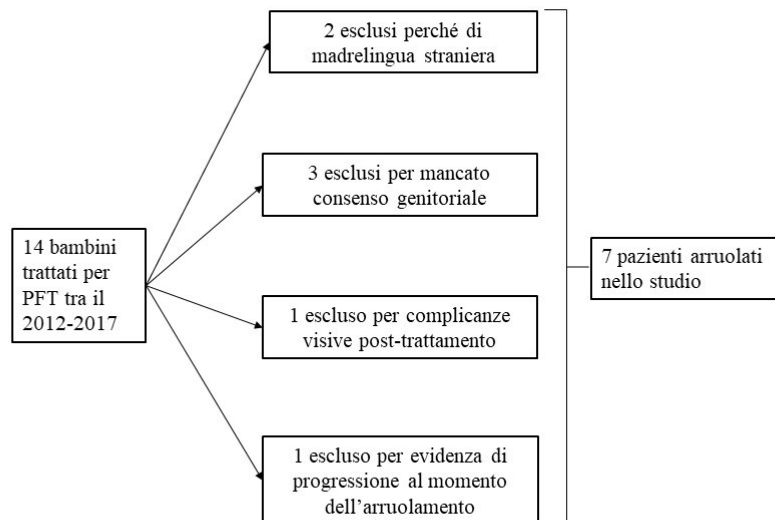 14 bambini
trattati per
PFT tra il
2012-2017
2 esclusi perché di
madrelingua straniera
3 esclusi per mancato
consenso genitoriale
1 escluso per complicanze
visive post-trattamento
1 escluso per evidenza di
progressione al momento
dell’arruolamento
7 pazienti arruolati
nello studio